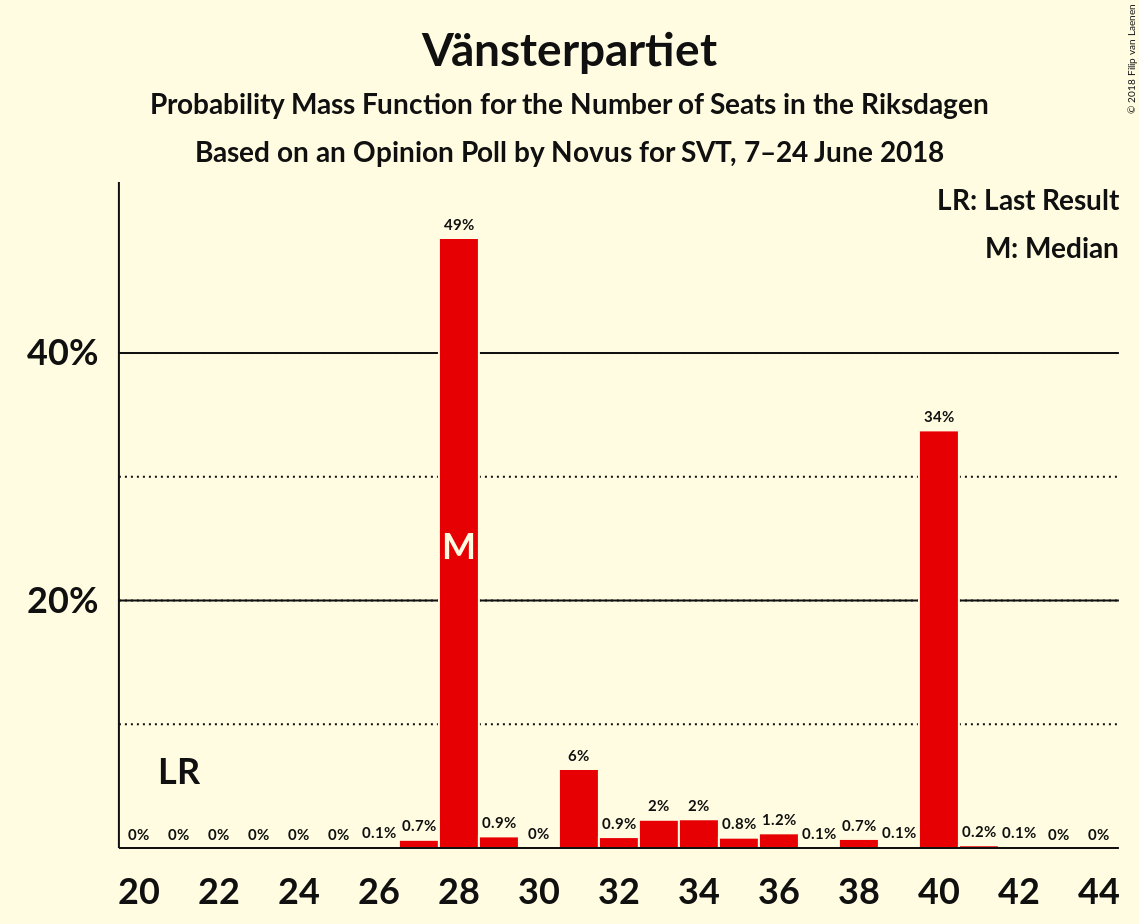 Vänsterpartiet
Probability Mass Function for the Number of Seats in the Riksdagen
Based on an Opinion Poll by Novus for SVT, 7–24 June 2018
© 2018 Filip van Laenen
LR: Last Result
M: Median
40%
20%
49%
34%
M
LR
6%
0% 0% 0% 0% 0% 0% 0.1% 0.7% 0.9% 0% 0.9% 2% 2% 0.8% 1.2% 0.1% 0.7% 0.1% 0.2% 0.1% 0% 0%
20 22 24 26 28 30 32 34 36 38 40 42 44